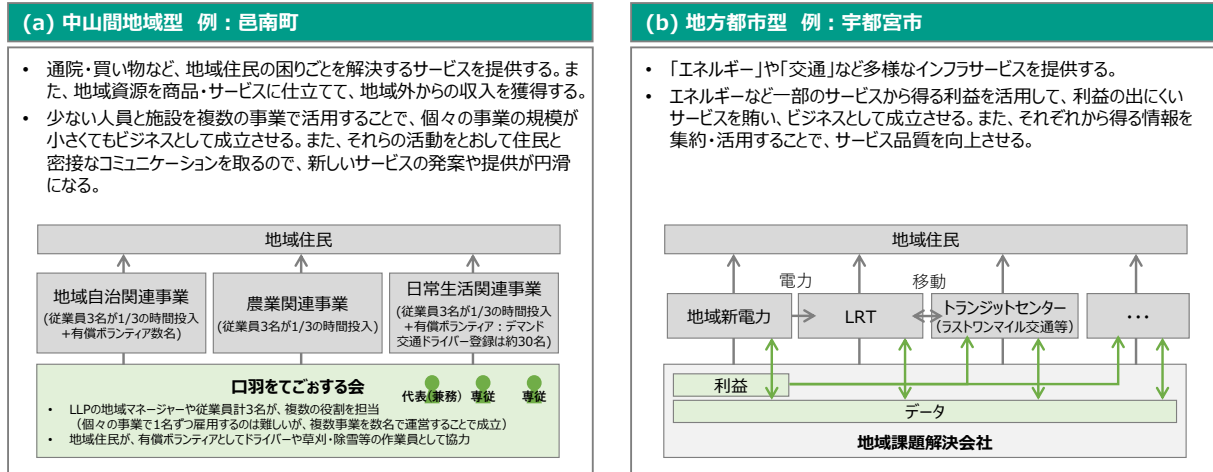 (a) 中山間地域型 例：邑南町
• 通院・買い物など、地域住民の困りごとを解決するサービスを提供する。ま
た、地域資源を商品・サービスに仕立てて、地域外からの収入を獲得する。
• 少ない人員と施設を複数の事業で活用することで、個々の事業の規模が
小さくてもビジネスとして成立させる。また、それらの活動をとおして住民と
密接なコミュニケーションを取るので、新しいサービスの発案や提供が円滑
になる。
地域住民
地域自治関連事業
(従業員3名が1/3の時間投入
+有償ボランティア数名)
農業関連事業
(従業員3名が1/3の時間投入)
日常生活関連事業
(従業員3名が1/3の時間投入
+有償ボランティア：デマンド
交通ドライバー登録は約30名)
口羽をてごぉする会
代表(兼務) 専従 専従
• LLPの地域マネージャーや従業員計3名が、複数の役割を担当
（個々の事業で1名ずつ雇用するのは難しいが、複数事業を数名で運営することで成立）
• 地域住民が、有償ボランティアとしてドライバーや草刈・除雪等の作業員として協力
(b) 地方都市型 例：宇都宮市
• 「エネルギー」や「交通」など多様なインフラサービスを提供する。
• エネルギーなど一部のサービスから得る利益を活用して、利益の出にくい
サービスを賄い、ビジネスとして成立させる。また、それぞれから得る情報を
集約・活用することで、サービス品質を向上させる。
地域住民
電力
移動
地域新電力
LRT
トランジットセンター
(ラストワンマイル交通等)
・・・
利益
データ
地域課題解決会社